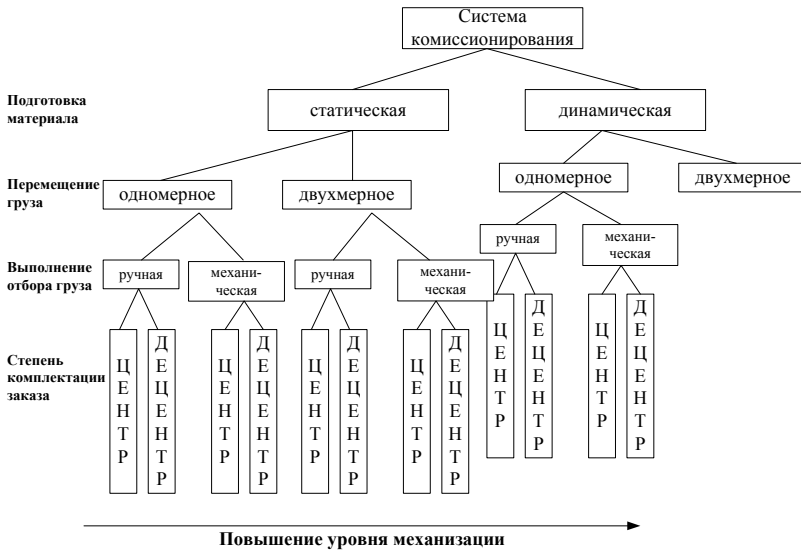 Система
комиссионирования
Подготовка
материала
статическая
динамическая
Перемещение
груза
одномерное
двухмерное
одномерное
двухмерное
Выполнение
отбора груза
ручная
механи-
ческая
ручная
механи-
ческая
ручная
механи-
ческая
Степень
комплектации
заказа
ЦЕНТР
ДЕЦЕНТР
ЦЕНТР
ДЕЦЕНТР
ЦЕНТР
ДЕЦЕНТР
ЦЕНТР
ДЕЦЕНТР
ЦЕНТР
ДЕЦЕНТР
ЦЕНТР
ДЕЦЕНТР
Повышение уровня механизации